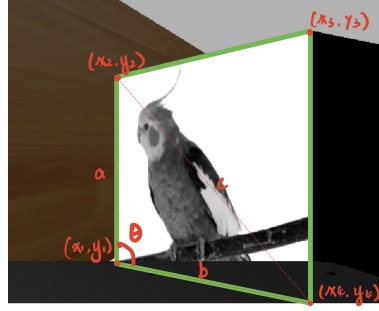 (x3, y3)
(x2, y2)
a
c
(x1, y1)
θ
b
(x4, y4)